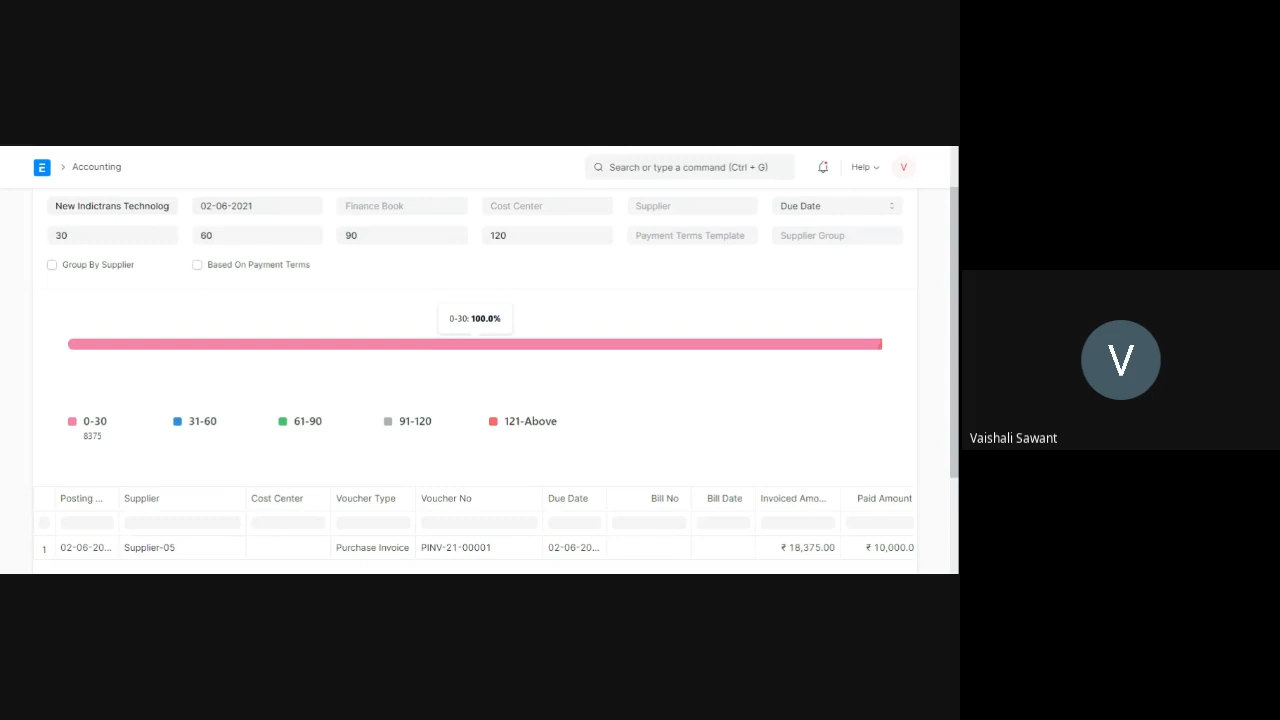 E > Accounting Search or type a command (Ctrl + G) Help V
New Indictrans Technolog 02-06-2021 Finance Book Cost Center Supplier Due Date
30 60 90 120 Payment Terms Template Supplier Group
Group By Supplier Based On Payment Terms
0-30: 100.0%
0-30 31-60 61-90 91-120 121-Above
8375
Posting ... Supplier Cost Center Voucher Type Voucher No Due Date Bill No Bill Date Invoiced Amo... Paid Amount
1 02-06-20... Supplier-05 Purchase Invoice PINV-21-00001 02-06-20... ₹ 18,375.00 ₹ 10,000.0
V
Vaishali Sawant